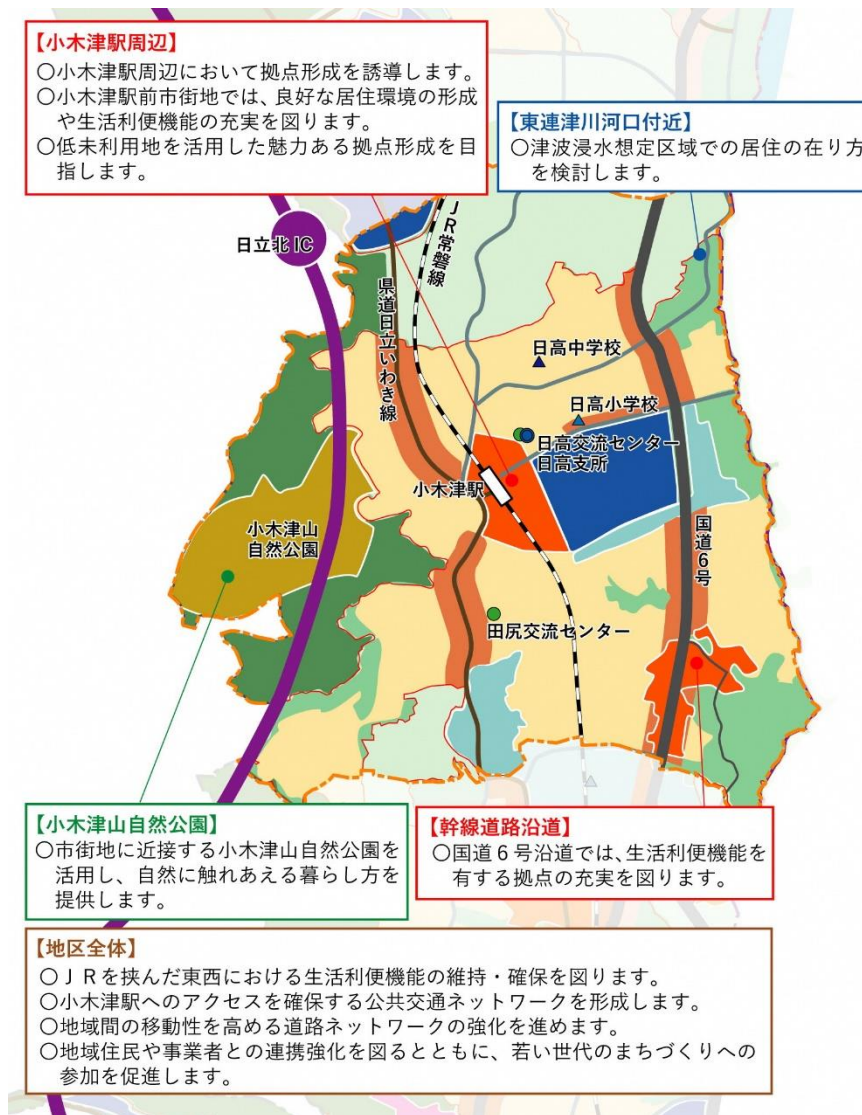 【小木津駅周辺】
○小木津駅周辺において拠点形成を誘導します。
○小木津駅前市街地では、良好な居住環境の形成
や生活利便機能の充実を図ります。
○低未利用地を活用した魅力ある拠点形成を目
指します。
【東連津川河口付近】
○津波浸水想定区域での居住の在り方
を検討します。
日立北IC
JR常磐線
県道日立いわき線
日高中学校
日高小学校
日高交流センター
日高支所
小木津駅
小木津山
自然公園
国道6号
田尻交流センター
【小木津山自然公園】
○市街地に近接する小木津山自然公園を
活用し、自然に触れあえる暮らし方を
提供します。
【幹線道路沿道】
○国道6号沿道では、生活利便機能を
有する拠点の充実を図ります。
【地区全体】
○JRを挟んだ東西における生活利便機能の維持・確保を図ります。
○小木津駅へのアクセスを確保する公共交通ネットワークを形成します。
○地域間の移動性を高める道路ネットワークの強化を進めます。
○地域住民や事業者との連携強化を図るとともに、若い世代のまちづくりへの
参加を促進します。